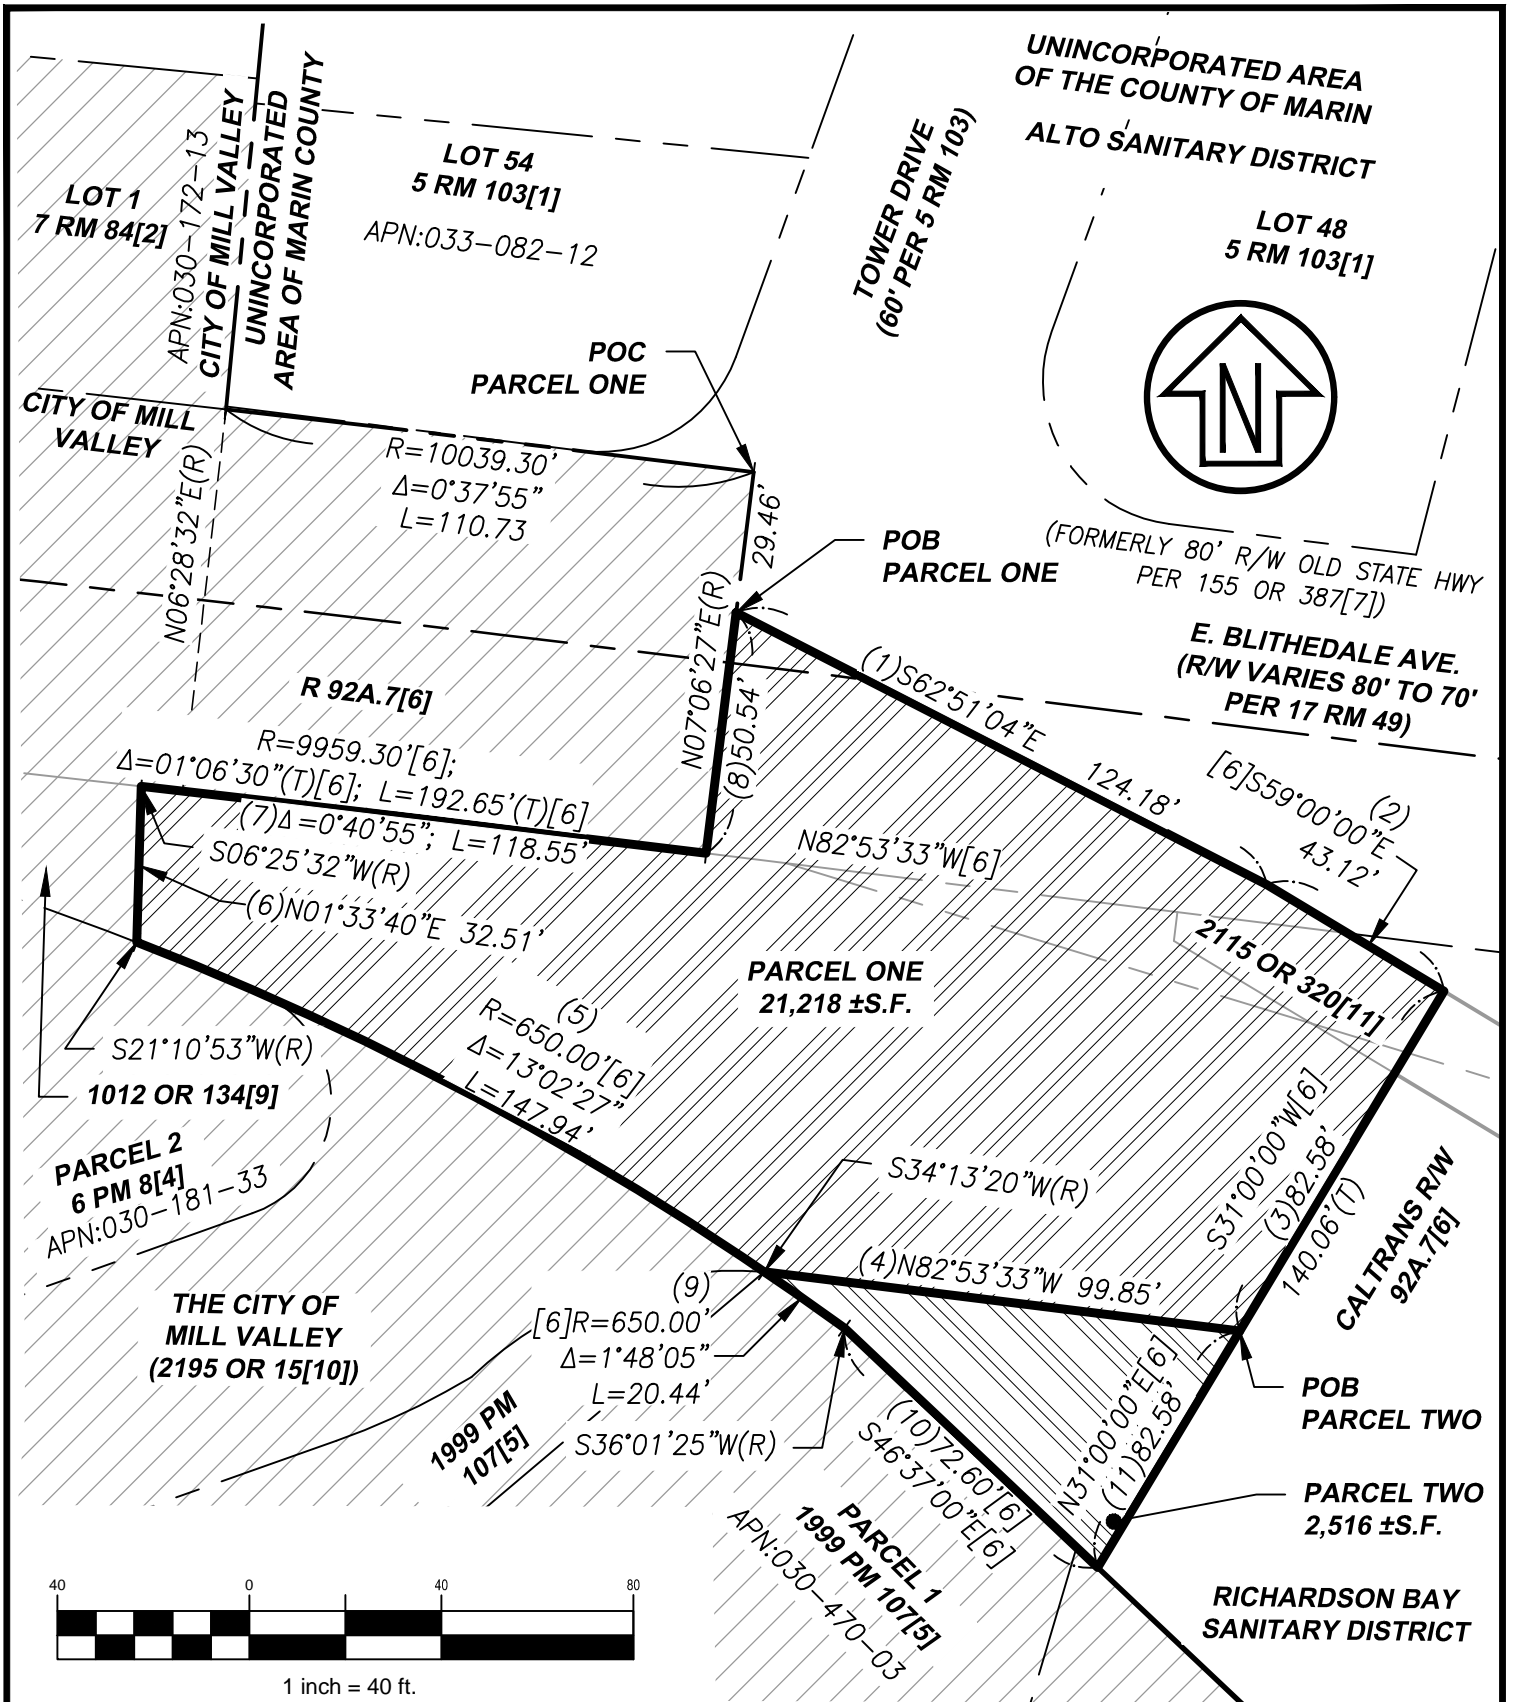 UNINCORPORATED AREA
OF THE COUNTY OF MARIN
ALTO SANITARY DISTRICT
LOT 48
5 RM 103[1]
TOWER DRIVE
(60' PER 5 RM 103)
LOT 54
5 RM 103[1]
APN:033-082-12
UNINCORPORATED
AREA OF MARIN COUNTY
CITY OF MILL VALLEY
APN:030-172-13
LOT 1
7 RM 84[2]
POC
PARCEL ONE
N
CITY OF MILL
VALLEY
R=10039.30'
Δ=0°37'55"
L=110.73
29.46'
N06°28'32"E(R)
POB
PARCEL ONE
(FORMERLY 80' R/W OLD STATE HWY
PER 155 OR 387[7])
E. BLITHEDALE AVE.
(R/W VARIES 80' TO 70'
PER 17 RM 49)
R 92A.7[6]
N07°06'27"E(R)
(8)50.54'
(1)S62°51'04"E
124.18'
(2)
[6]S59°00'00"E
43.12'
R=9959.30'[6];
Δ=01°06'30"(T)[6]; L=192.65'(T)[6]
(7)Δ=0°40'55"; L=118.55'
S06°25'32"W(R)
(6)N01°33'40"E 32.51'
N82°53'33"W[6]
2115 OR 320[11]
PARCEL ONE
21,218 ±S.F.
(5)
R=650.00'[6]
Δ=13°02'27"
L=147.94'
S21°10'53"W(R)
1012 OR 134[9]
PARCEL 2
6 PM 8[4]
APN:030-181-33
S31°00'00"W[6]
(3)82.58'
140.06'(T)
CALTRANS R/W
92A.7[6]
S34°13'20"W(R)
(4)N82°53'33"W 99.85'
THE CITY OF
MILL VALLEY
(2195 OR 15[10])
(9)
[6]R=650.00'
Δ=1°48'05"
L=20.44'
S36°01'25"W(R)
1999 PM
107[5]
(10)72.60'[6]
S46°37'00"E[6]
N31°00'00"E[6]
(11)82.58'
POB
PARCEL TWO
PARCEL TWO
2,516 ±S.F.
PARCEL 1
1999 PM 107[5]
APN:030-470-03
RICHARDSON BAY
SANITARY DISTRICT
40 0 40 80
1 inch = 40 ft.